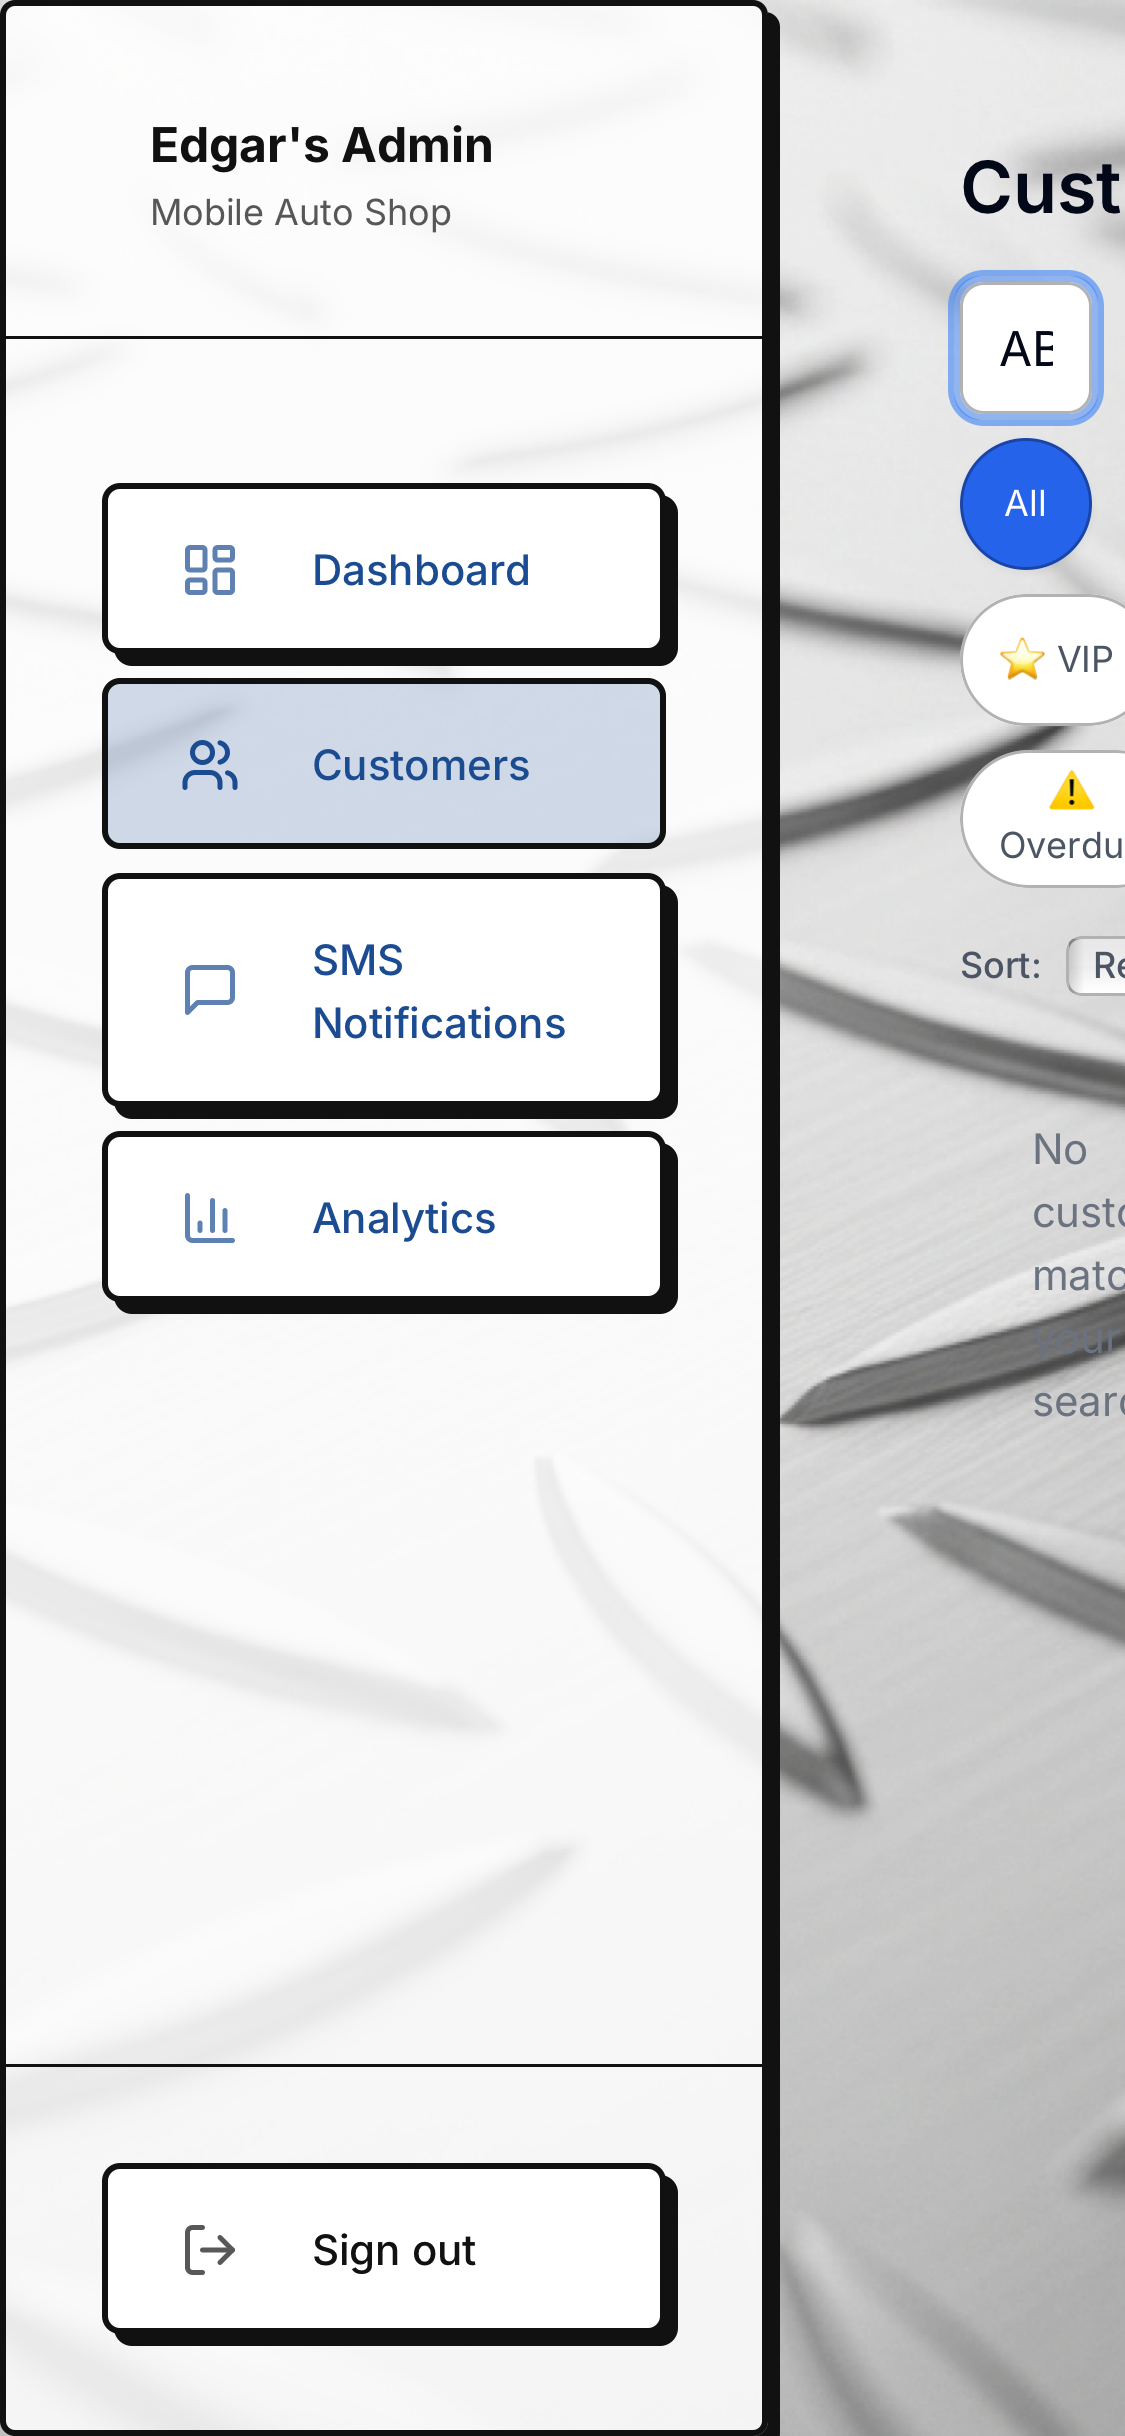 Edgar's Admin
Mobile Auto Shop
Dashboard
Customers
SMS
Notifications
Analytics
Sign out
Cust
AE
All
⭐ VIP
⚠️
Overdu
Sort: Re
No
custo
matc
your
searc